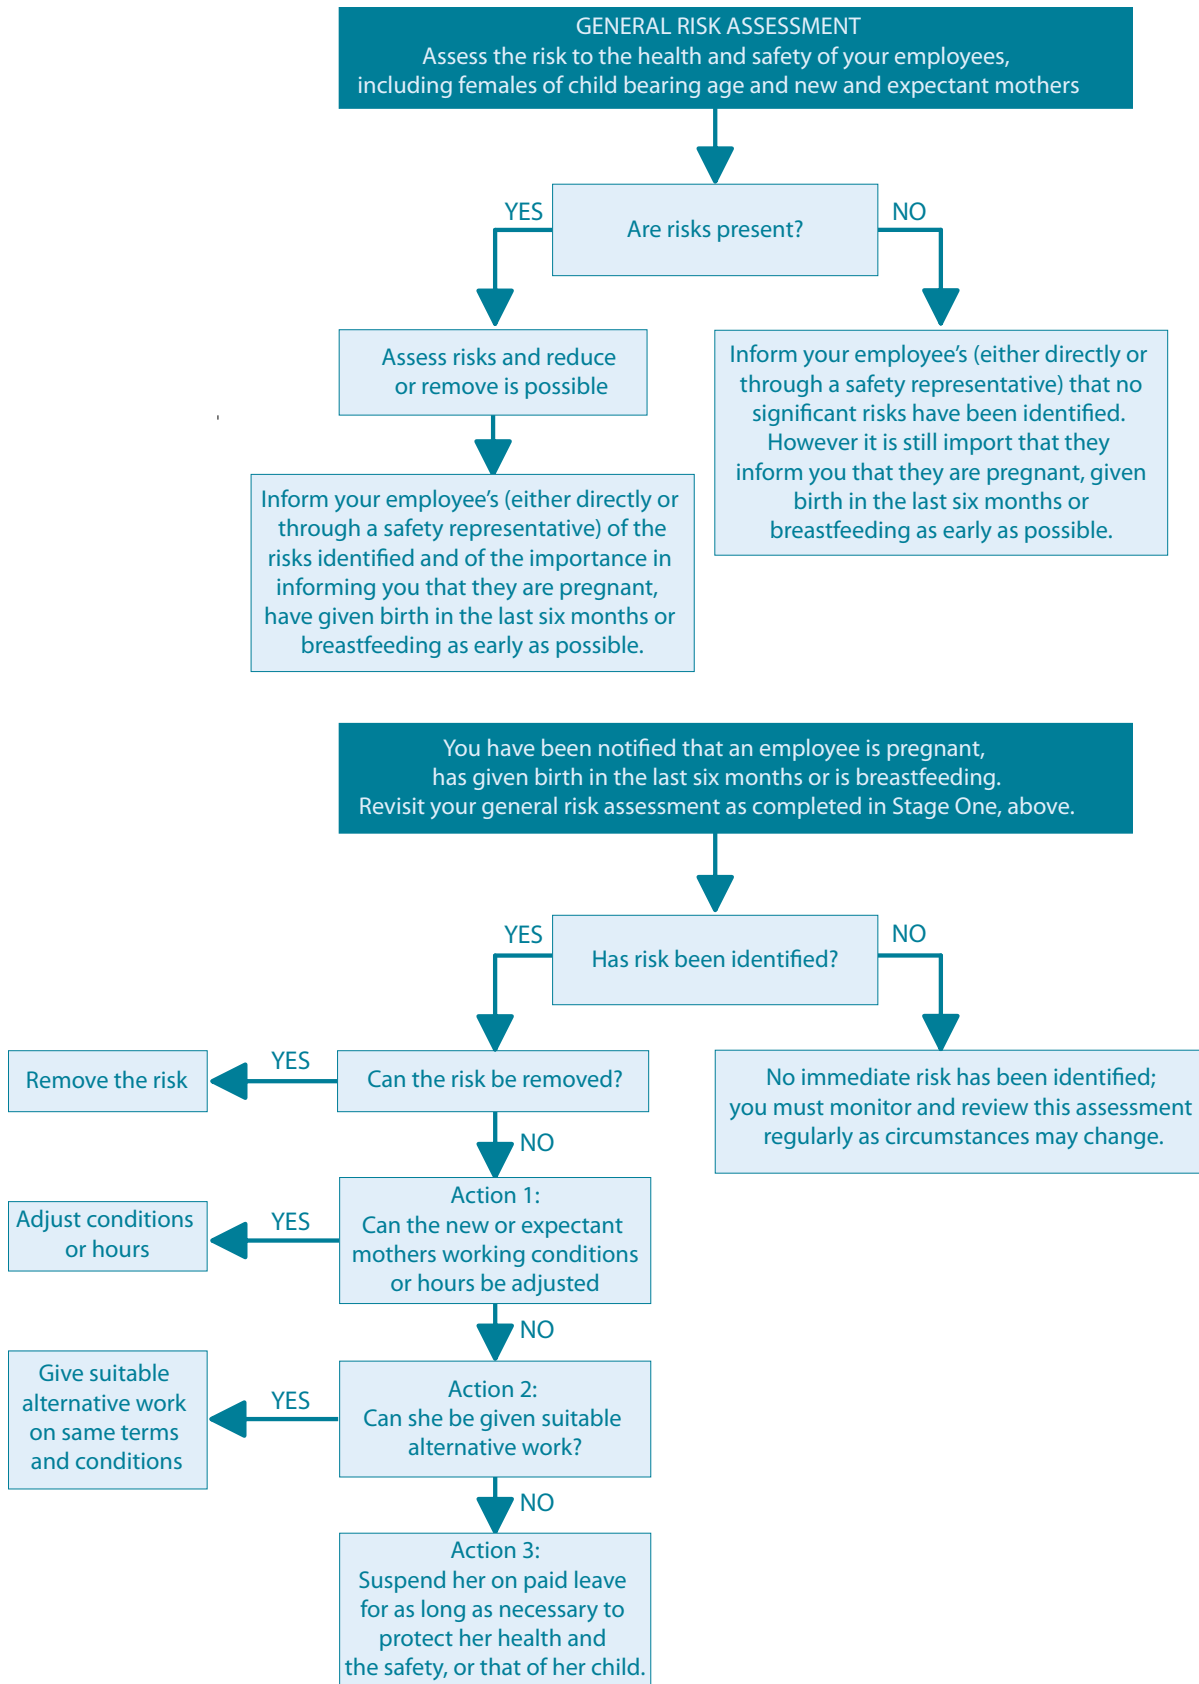 GENERAL RISK ASSESSMENT
Assess the risk to the health and safety of your employees,
including females of child bearing age and new and expectant mothers
YES
Are risks present?
NO
Assess risks and reduce
or remove is possible
Inform your employee's (either directly or
through a safety representative) that no
significant risks have been identified.
However it is still import that they
inform you that they are pregnant, given
birth in the last six months or
breastfeeding as early as possible.
Inform your employee's (either directly or
through a safety representative) of the
risks identified and of the importance in
informing you that they are pregnant,
have given birth in the last six months or
breastfeeding as early as possible.
You have been notified that an employee is pregnant,
has given birth in the last six months or is breastfeeding.
Revisit your general risk assessment as completed in Stage One, above.
YES
Has risk been identified?
NO
Remove the risk
YES
Can the risk be removed?
No immediate risk has been identified;
you must monitor and review this assessment
regularly as circumstances may change.
NO
Adjust conditions
or hours
YES
Action 1:
Can the new or expectant
mothers working conditions
or hours be adjusted
NO
Give suitable
alternative work
on same terms
and conditions
YES
Action 2:
Can she be given suitable
alternative work?
NO
Action 3:
Suspend her on paid leave
for as long as necessary to
protect her health and
the safety, or that of her child.